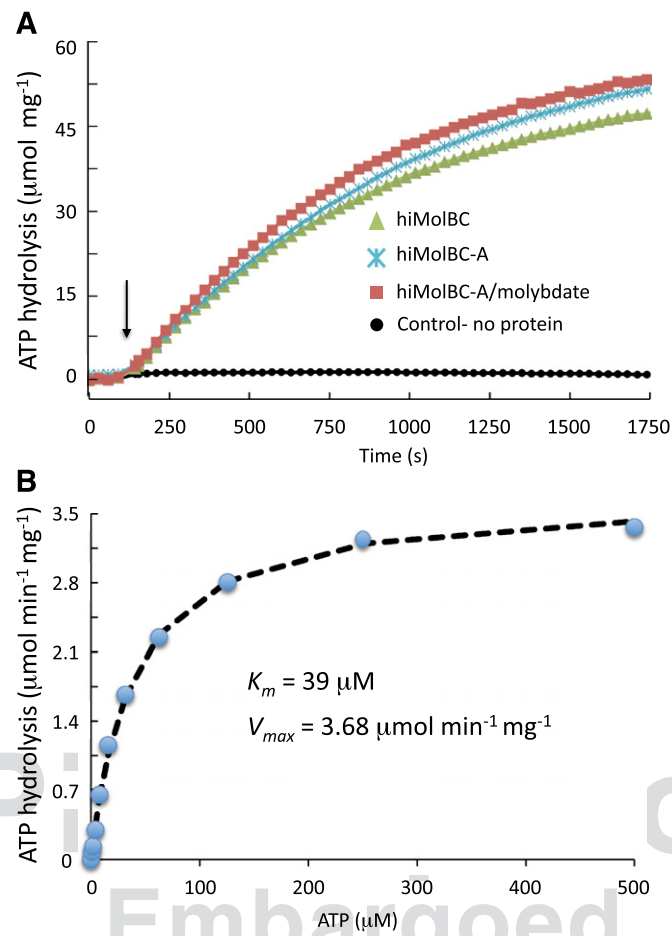 A
ATP hydrolysis (μmol mg⁻¹)
60
45
30
15
0
hiMolBC
hiMolBC-A
hiMolBC-A/molybdate
Control- no protein
0 250 500 750 1000 1250 1500 1750
Time (s)
B
ATP hydrolysis (μmol min⁻¹ mg⁻¹)
3.5
2.8
2.1
1.4
0.7
0
Km = 39 μM
Vmax = 3.68 μmol min⁻¹ mg⁻¹
0 100 200 300 400 500
ATP (μM)
Embargoed